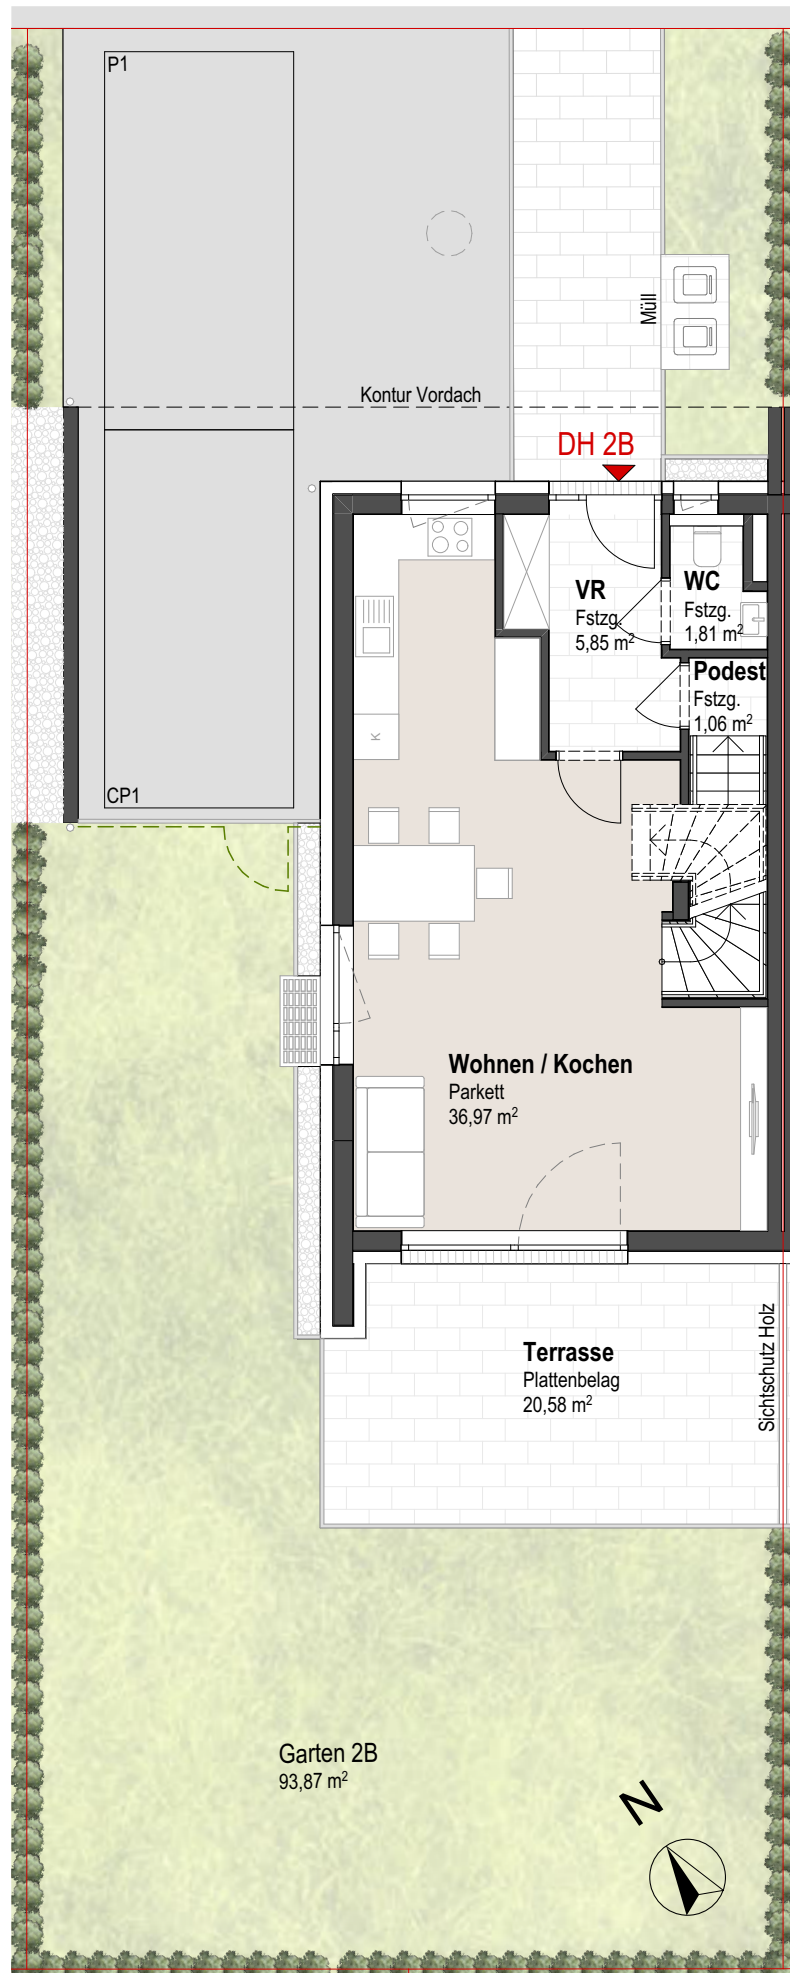 P1
Müll
Kontur Vordach
DH 2B
VR
Fstzg.
5,85 m²
WC
Fstzg.
1,81 m²
Podest
Fstzg.
1,06 m²
K
CP1
Wohnen / Kochen
Parkett
36,97 m²
Sichtschutz Holz
Terrasse
Plattenbelag
20,58 m²
Garten 2B
93,87 m²
N